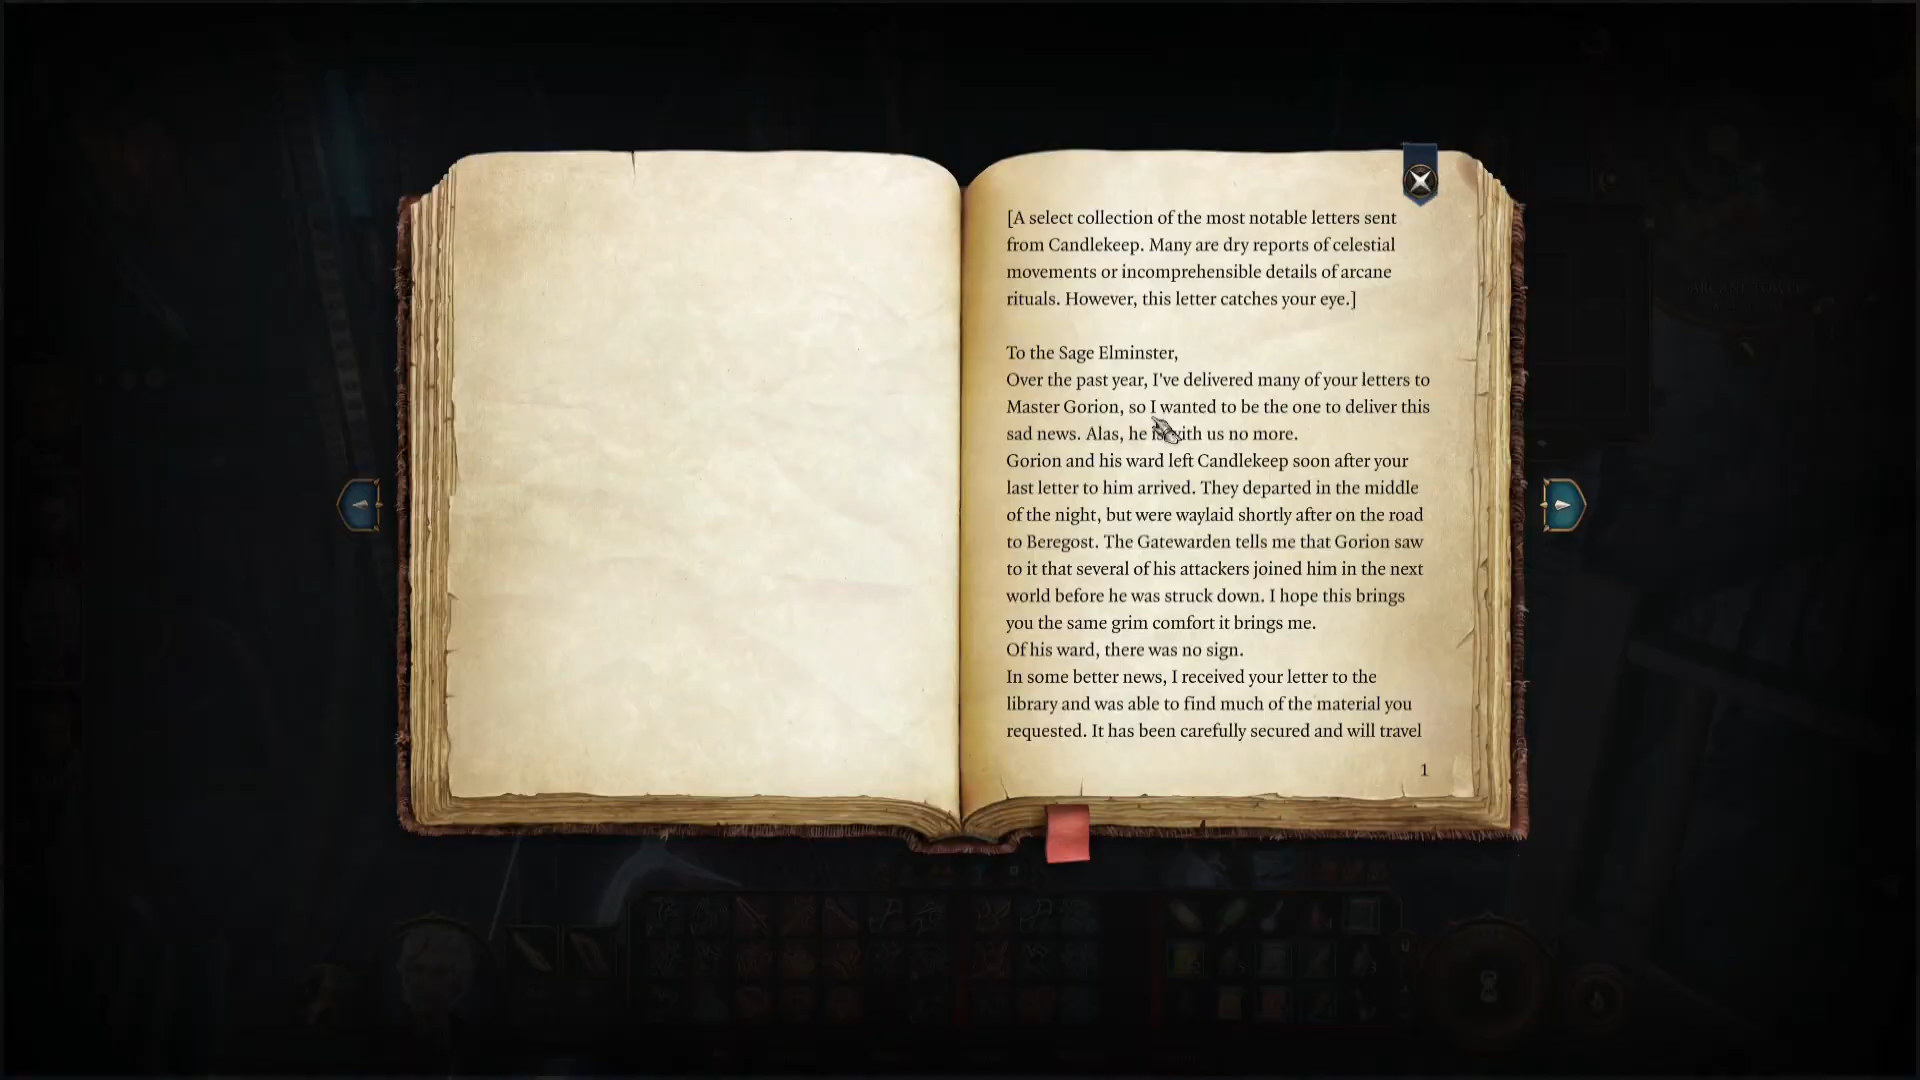 [A select collection of the most notable letters sent
from Candlekeep. Many are dry reports of celestial
movements or incomprehensible details of arcane
rituals. However, this letter catches your eye.]
To the Sage Elminster,
Over the past year, I've delivered many of your letters to
Master Gorion, so I wanted to be the one to deliver this
sad news. Alas, he is with us no more.
Gorion and his ward left Candlekeep soon after your
last letter to him arrived. They departed in the middle
of the night, but were waylaid shortly after on the road
to Beregost. The Gatewarden tells me that Gorion saw
to it that several of his attackers joined him in the next
world before he was struck down. I hope this brings
you the same grim comfort it brings me.
Of his ward, there was no sign.
In some better news, I received your letter to the
library and was able to find much of the material you
requested. It has been carefully secured and will travel
1